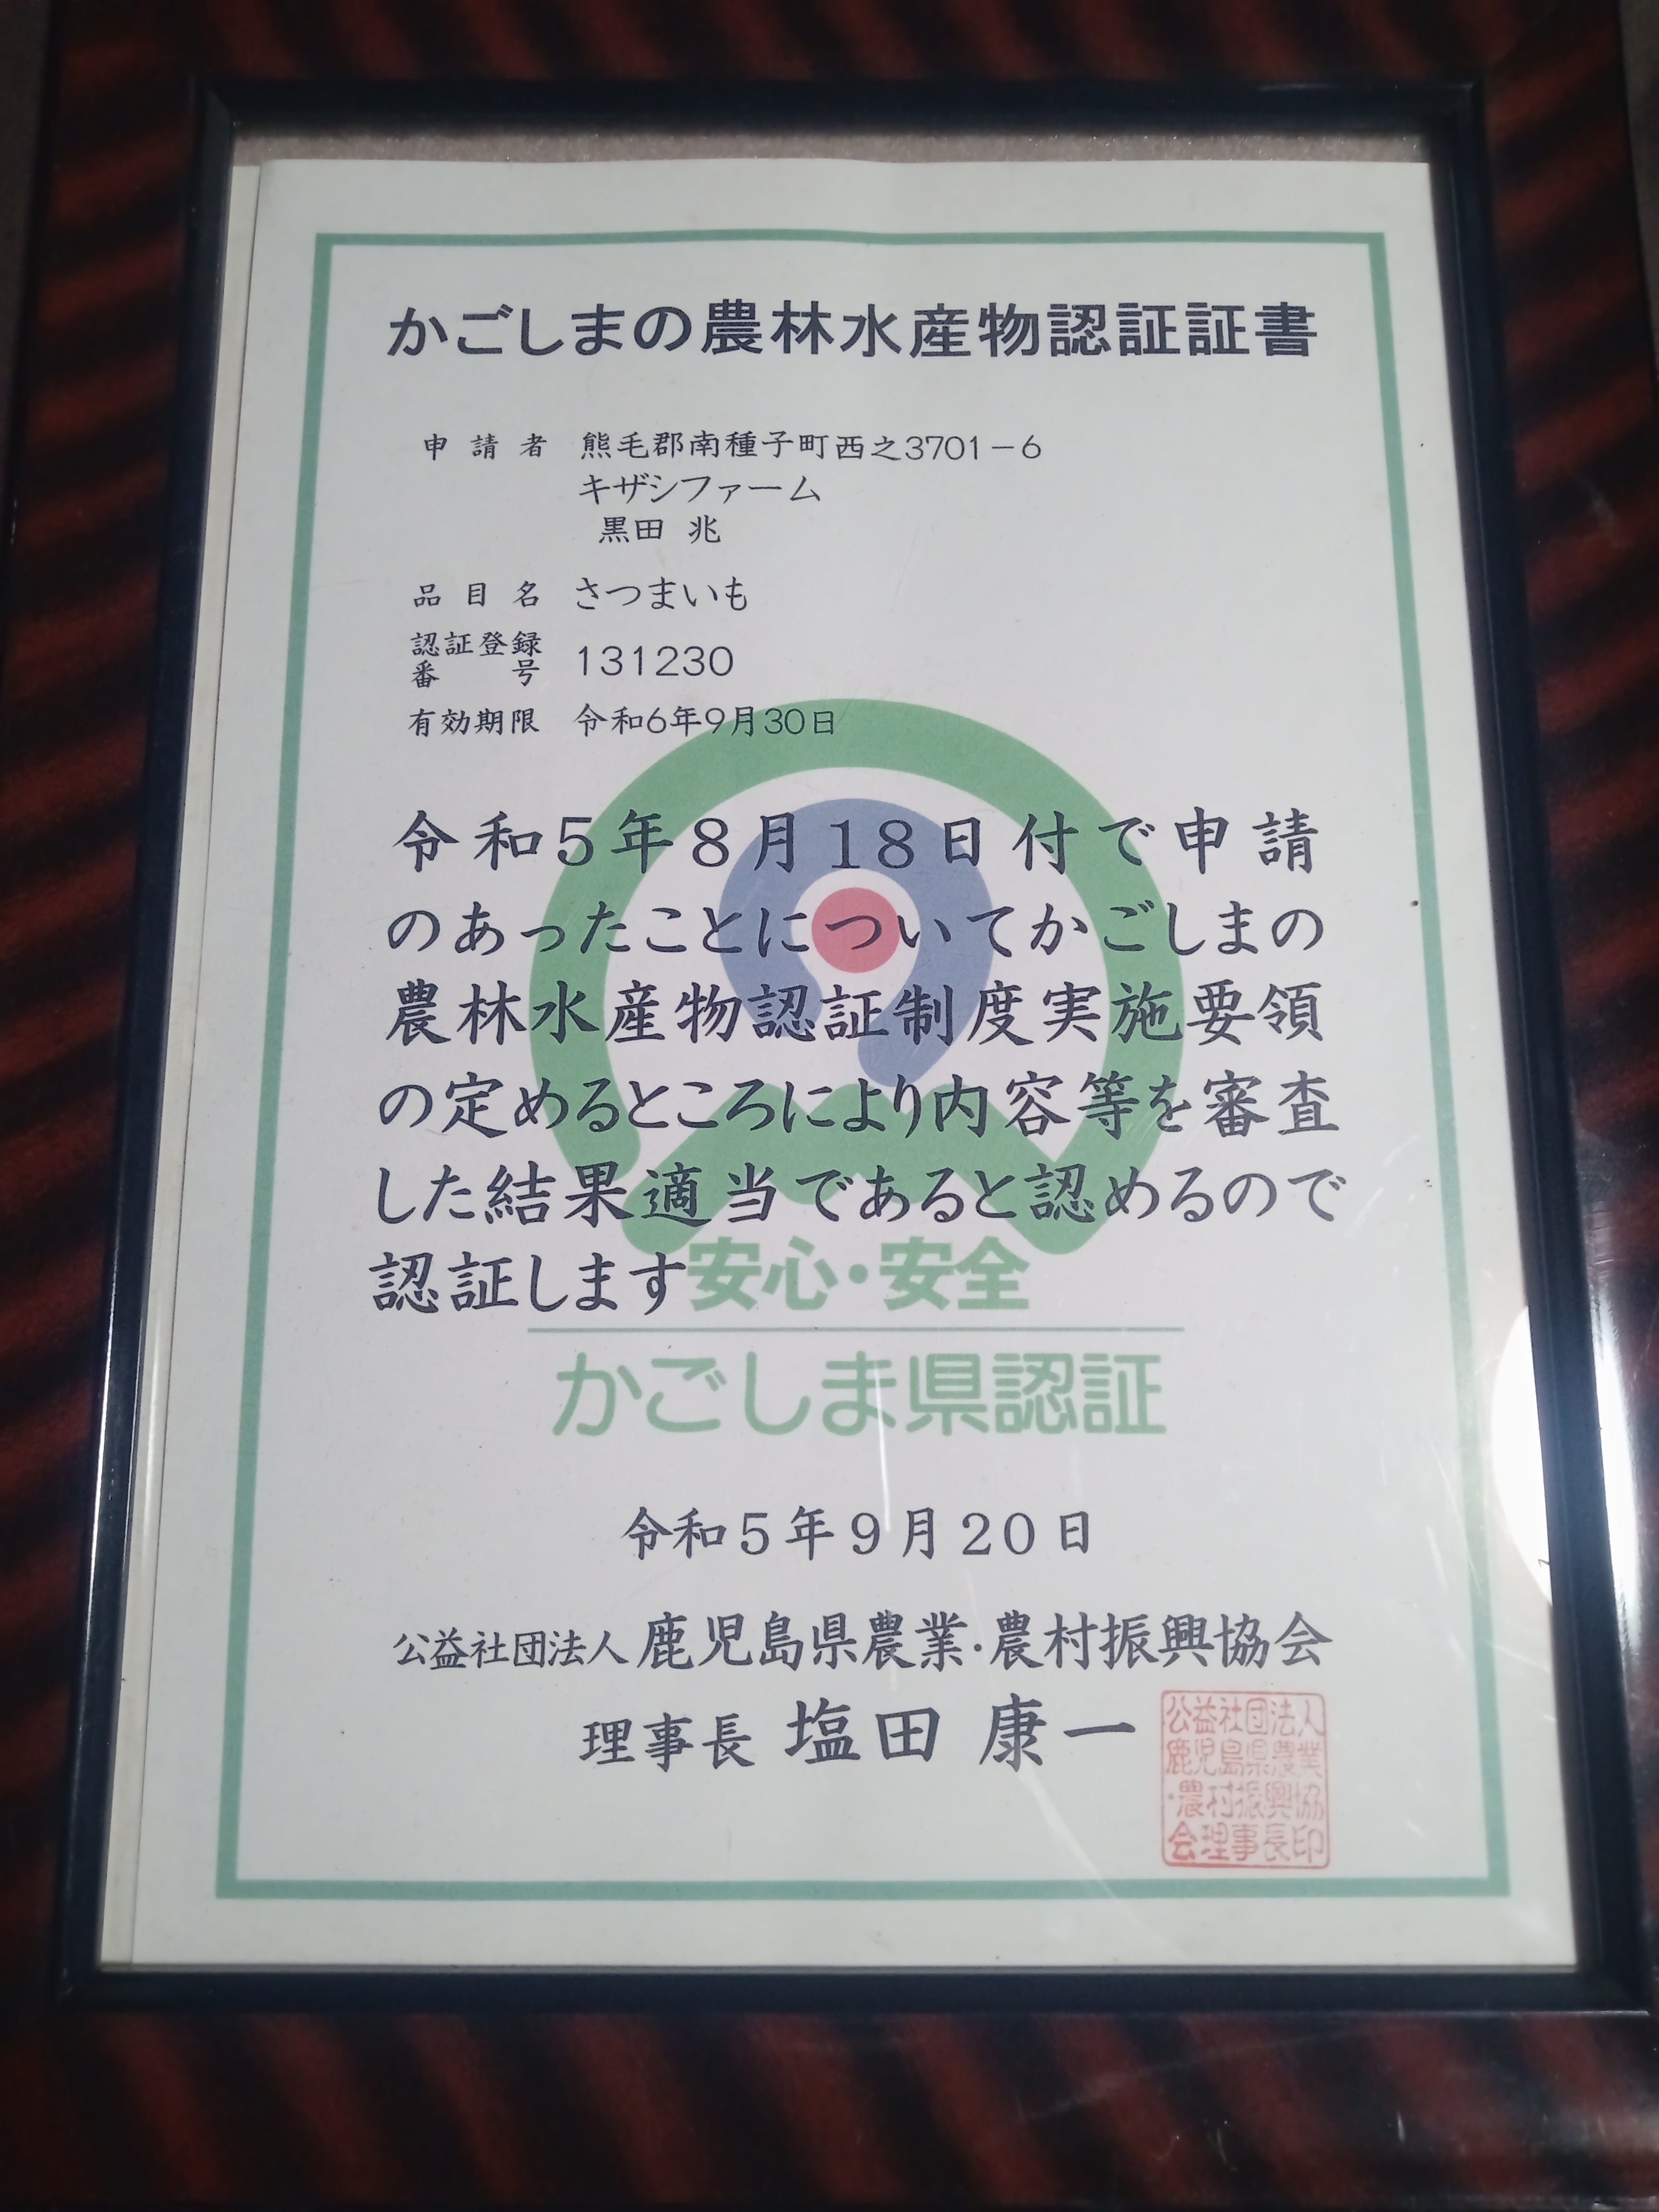 かごしまの農林水産物認証証書
申請者 熊毛郡南種子町西之3701－6
キザシファーム
黒田 兆
品目名 さつまいも
認証登録番号 131230
有効期限 令和6年9月30日
令和5年8月18日付で申請
のあったことについてかごしまの
農林水産物認証制度実施要領
の定めるところにより内容等を審査
した結果適当であると認めるので
認証します
安心・安全
かごしま県認証
令和5年9月20日
公益社団法人鹿児島県農業・農村振興協会
理事長 塩田 康一
公益社団法人
鹿児島県農業
・農村振興協
会理事長印